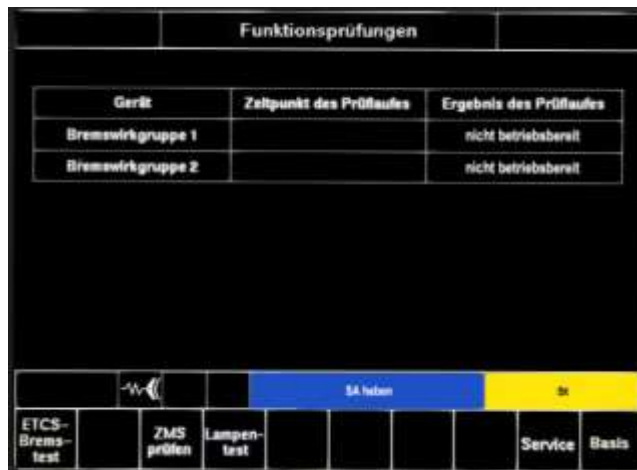 Funktionsprüfungen
Gerät Zeitpunkt des Prüflaufes Ergebnis des Prüflaufes
Bremswirkgruppe 1 nicht betriebsbereit
Bremswirkgruppe 2 nicht betriebsbereit
SA heben St
ETCS-
Brems-
test
ZMS
prüfen
Lampen-
test
Service
Basis